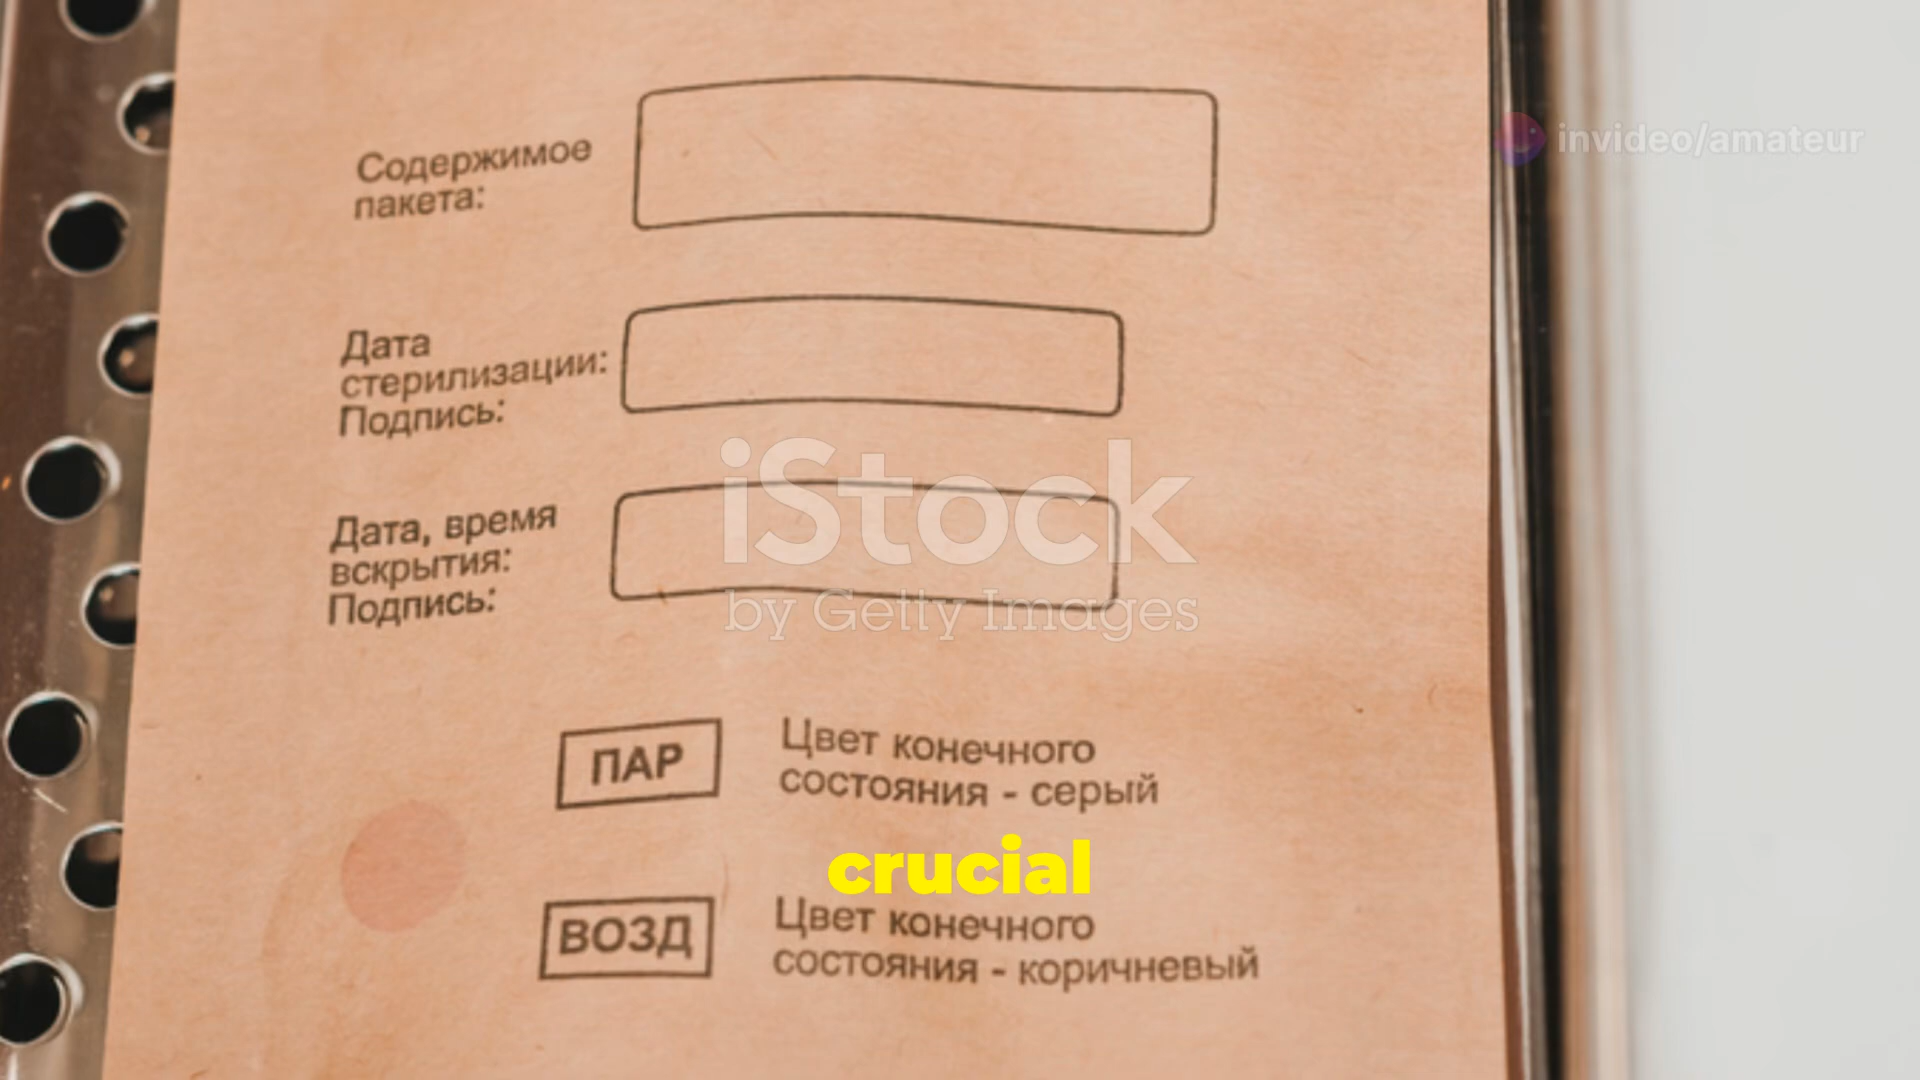 Содержимое
пакета:
invideo/amateur
Дата
стерилизации:
Подпись:
Дата, время
вскрытия:
Подпись:
iStock
by Getty Images
ПАР
Цвет конечного
состояния - серый
crucial
ВОЗД
Цвет конечного
состояния - коричневый